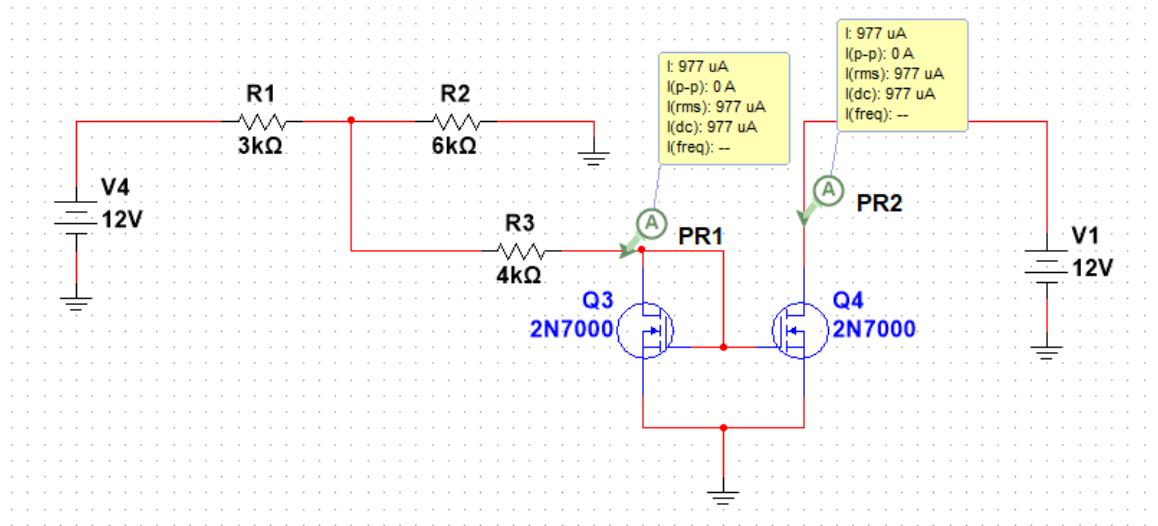 I: 977 uA
I(p-p): 0 A
I(rms): 977 uA
I(dc): 977 uA
I(freq): --
I: 977 uA
I(p-p): 0 A
I(rms): 977 uA
I(dc): 977 uA
I(freq): --
R1
3kΩ
R2
6kΩ
V4
12V
A
PR2
A
PR1
R3
4kΩ
V1
12V
Q3
2N7000
Q4
2N7000